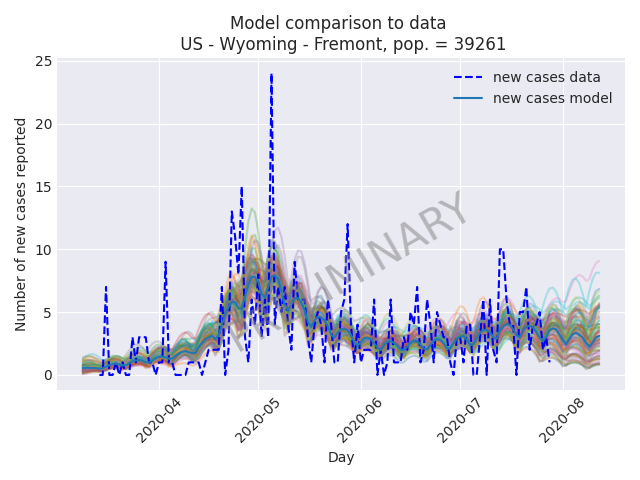 Model comparison to data
US - Wyoming - Fremont, pop. = 39261
new cases data
new cases model
Number of new cases reported
25
20
15
10
5
0
2020-04
2020-05
2020-06
2020-07
2020-08
Day